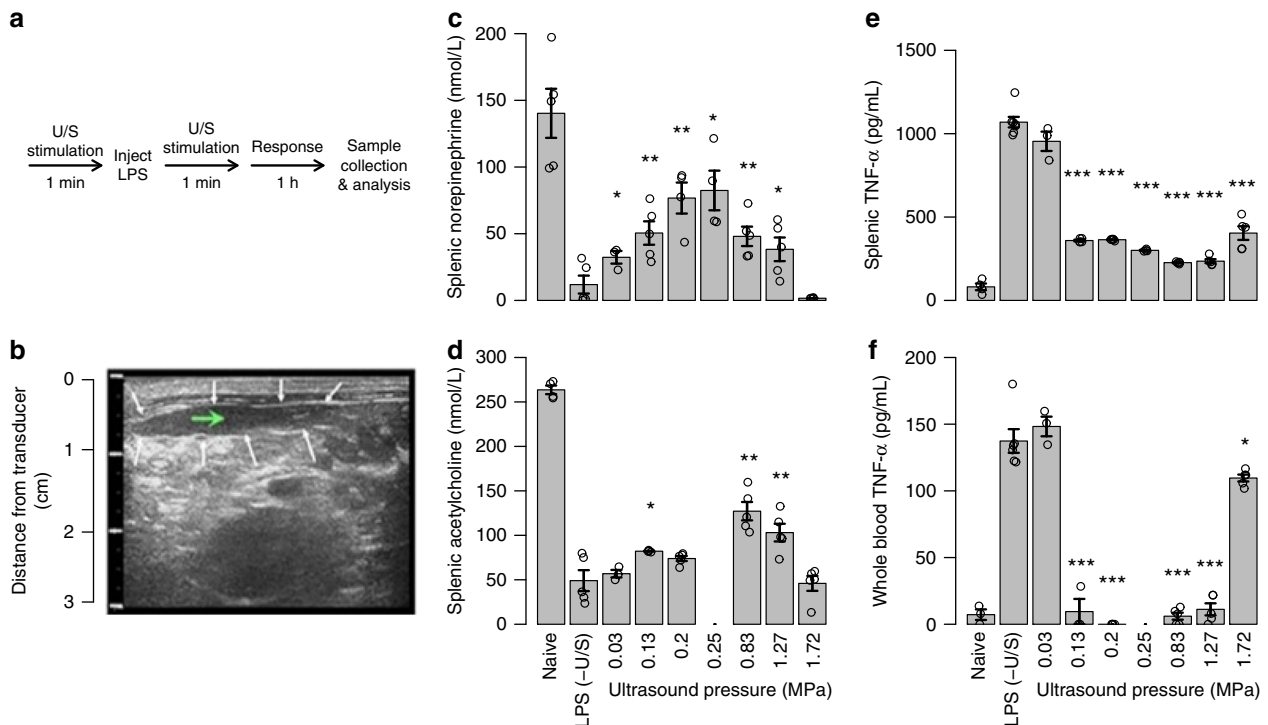 a
U/S
stimulation
1 min
Inject
LPS
U/S
stimulation
1 min
Response
1 h
Sample
collection
& analysis
b
Distance from transducer
(cm)
0
1
2
3
c
Splenic norepinephrine (nmol/L)
200
150
100
50
0
*
**
**
*
**
*
d
Splenic acetylcholine (nmol/L)
300
250
200
150
100
50
0
*
**
**
Naive
LPS (–U/S)
0.03
0.13
0.2
0.25
0.83
1.27
1.72
Ultrasound pressure (MPa)
e
Splenic TNF-α (pg/mL)
1500
1000
500
0
***
***
***
***
***
***
f
Whole blood TNF-α (pg/mL)
200
150
100
50
0
***
***
***
***
*
Naive
LPS (–U/S)
0.03
0.13
0.2
0.25
0.83
1.27
1.72
Ultrasound pressure (MPa)